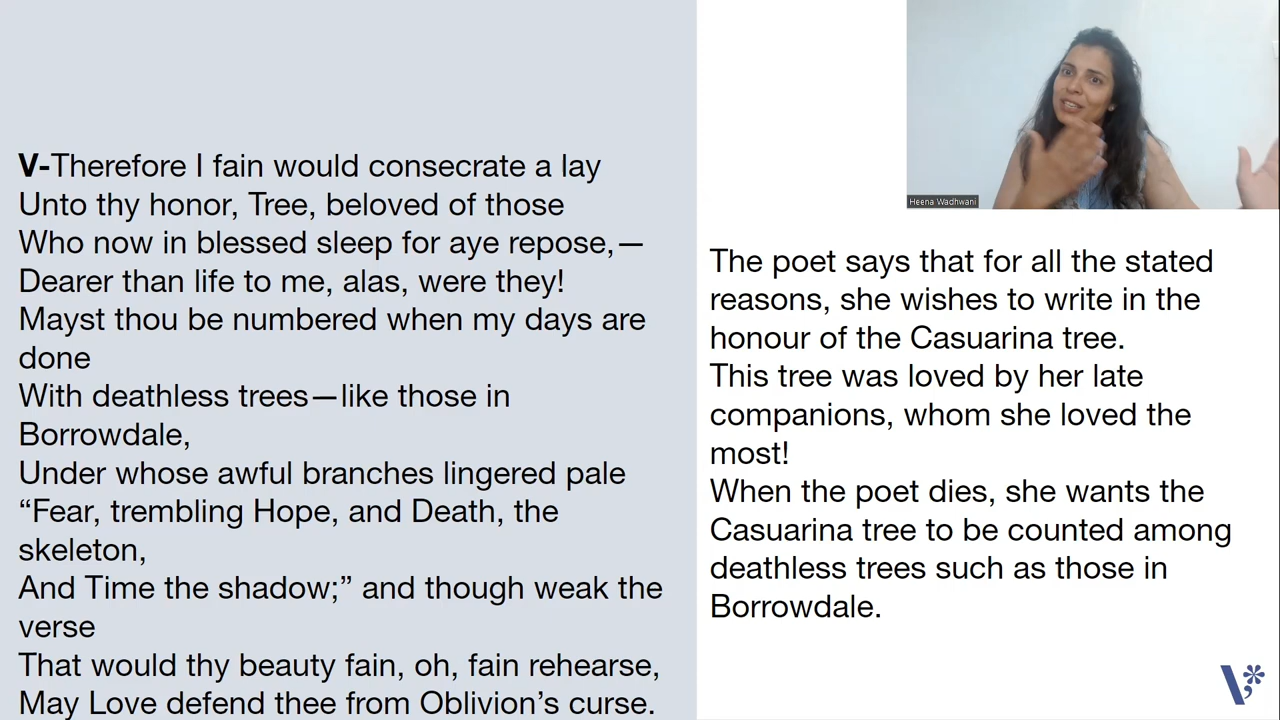 V-Therefore I fain would consecrate a lay
Unto thy honor, Tree, beloved of those
Who now in blessed sleep for aye repose,—
Dearer than life to me, alas, were they!
Mayst thou be numbered when my days are
done
With deathless trees—like those in
Borrowdale,
Under whose awful branches lingered pale
“Fear, trembling Hope, and Death, the
skeleton,
And Time the shadow;” and though weak the
verse
That would thy beauty fain, oh, fain rehearse,
May Love defend thee from Oblivion’s curse.
Heena Wadhwani
The poet says that for all the stated
reasons, she wishes to write in the
honour of the Casuarina tree.
This tree was loved by her late
companions, whom she loved the
most!
When the poet dies, she wants the
Casuarina tree to be counted among
deathless trees such as those in
Borrowdale.